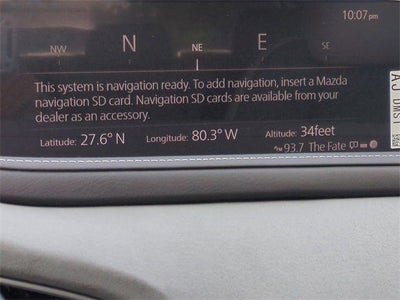 10:07pm
NW N NE E SE
This system is navigation ready. To add navigation, insert a Mazda
navigation SD card. Navigation SD cards are available from your
dealer as an accessory.
Latitude: 27.6° N Longitude: 80.3° W Altitude: 34feet
FM 93.7 The Fate